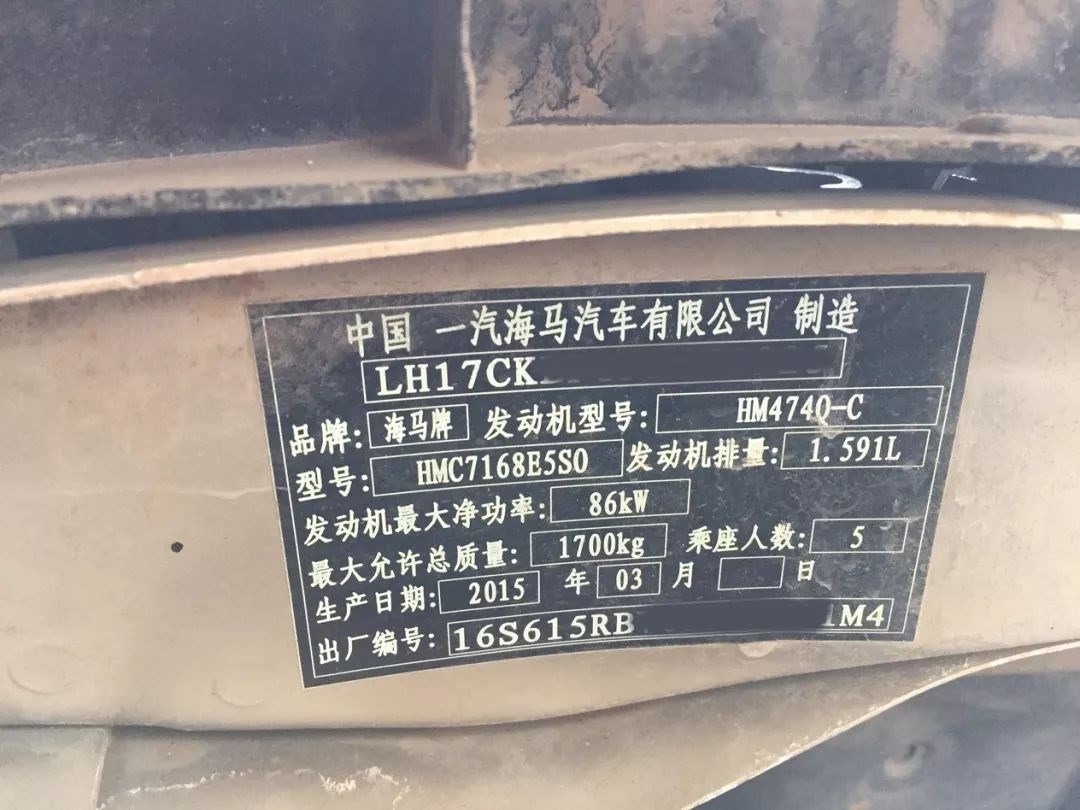 中国 一汽海马汽车有限公司 制造
LH17CK
品牌: 海马牌 发动机型号: HM474Q-C
型号: HMC7168E5S0 发动机排量: 1.591L
发动机最大净功率: 86kW
最大允许总质量: 1700kg 乘座人数: 5
生产日期: 2015 年 03 月 日
出厂编号: 16S615RB 1M4